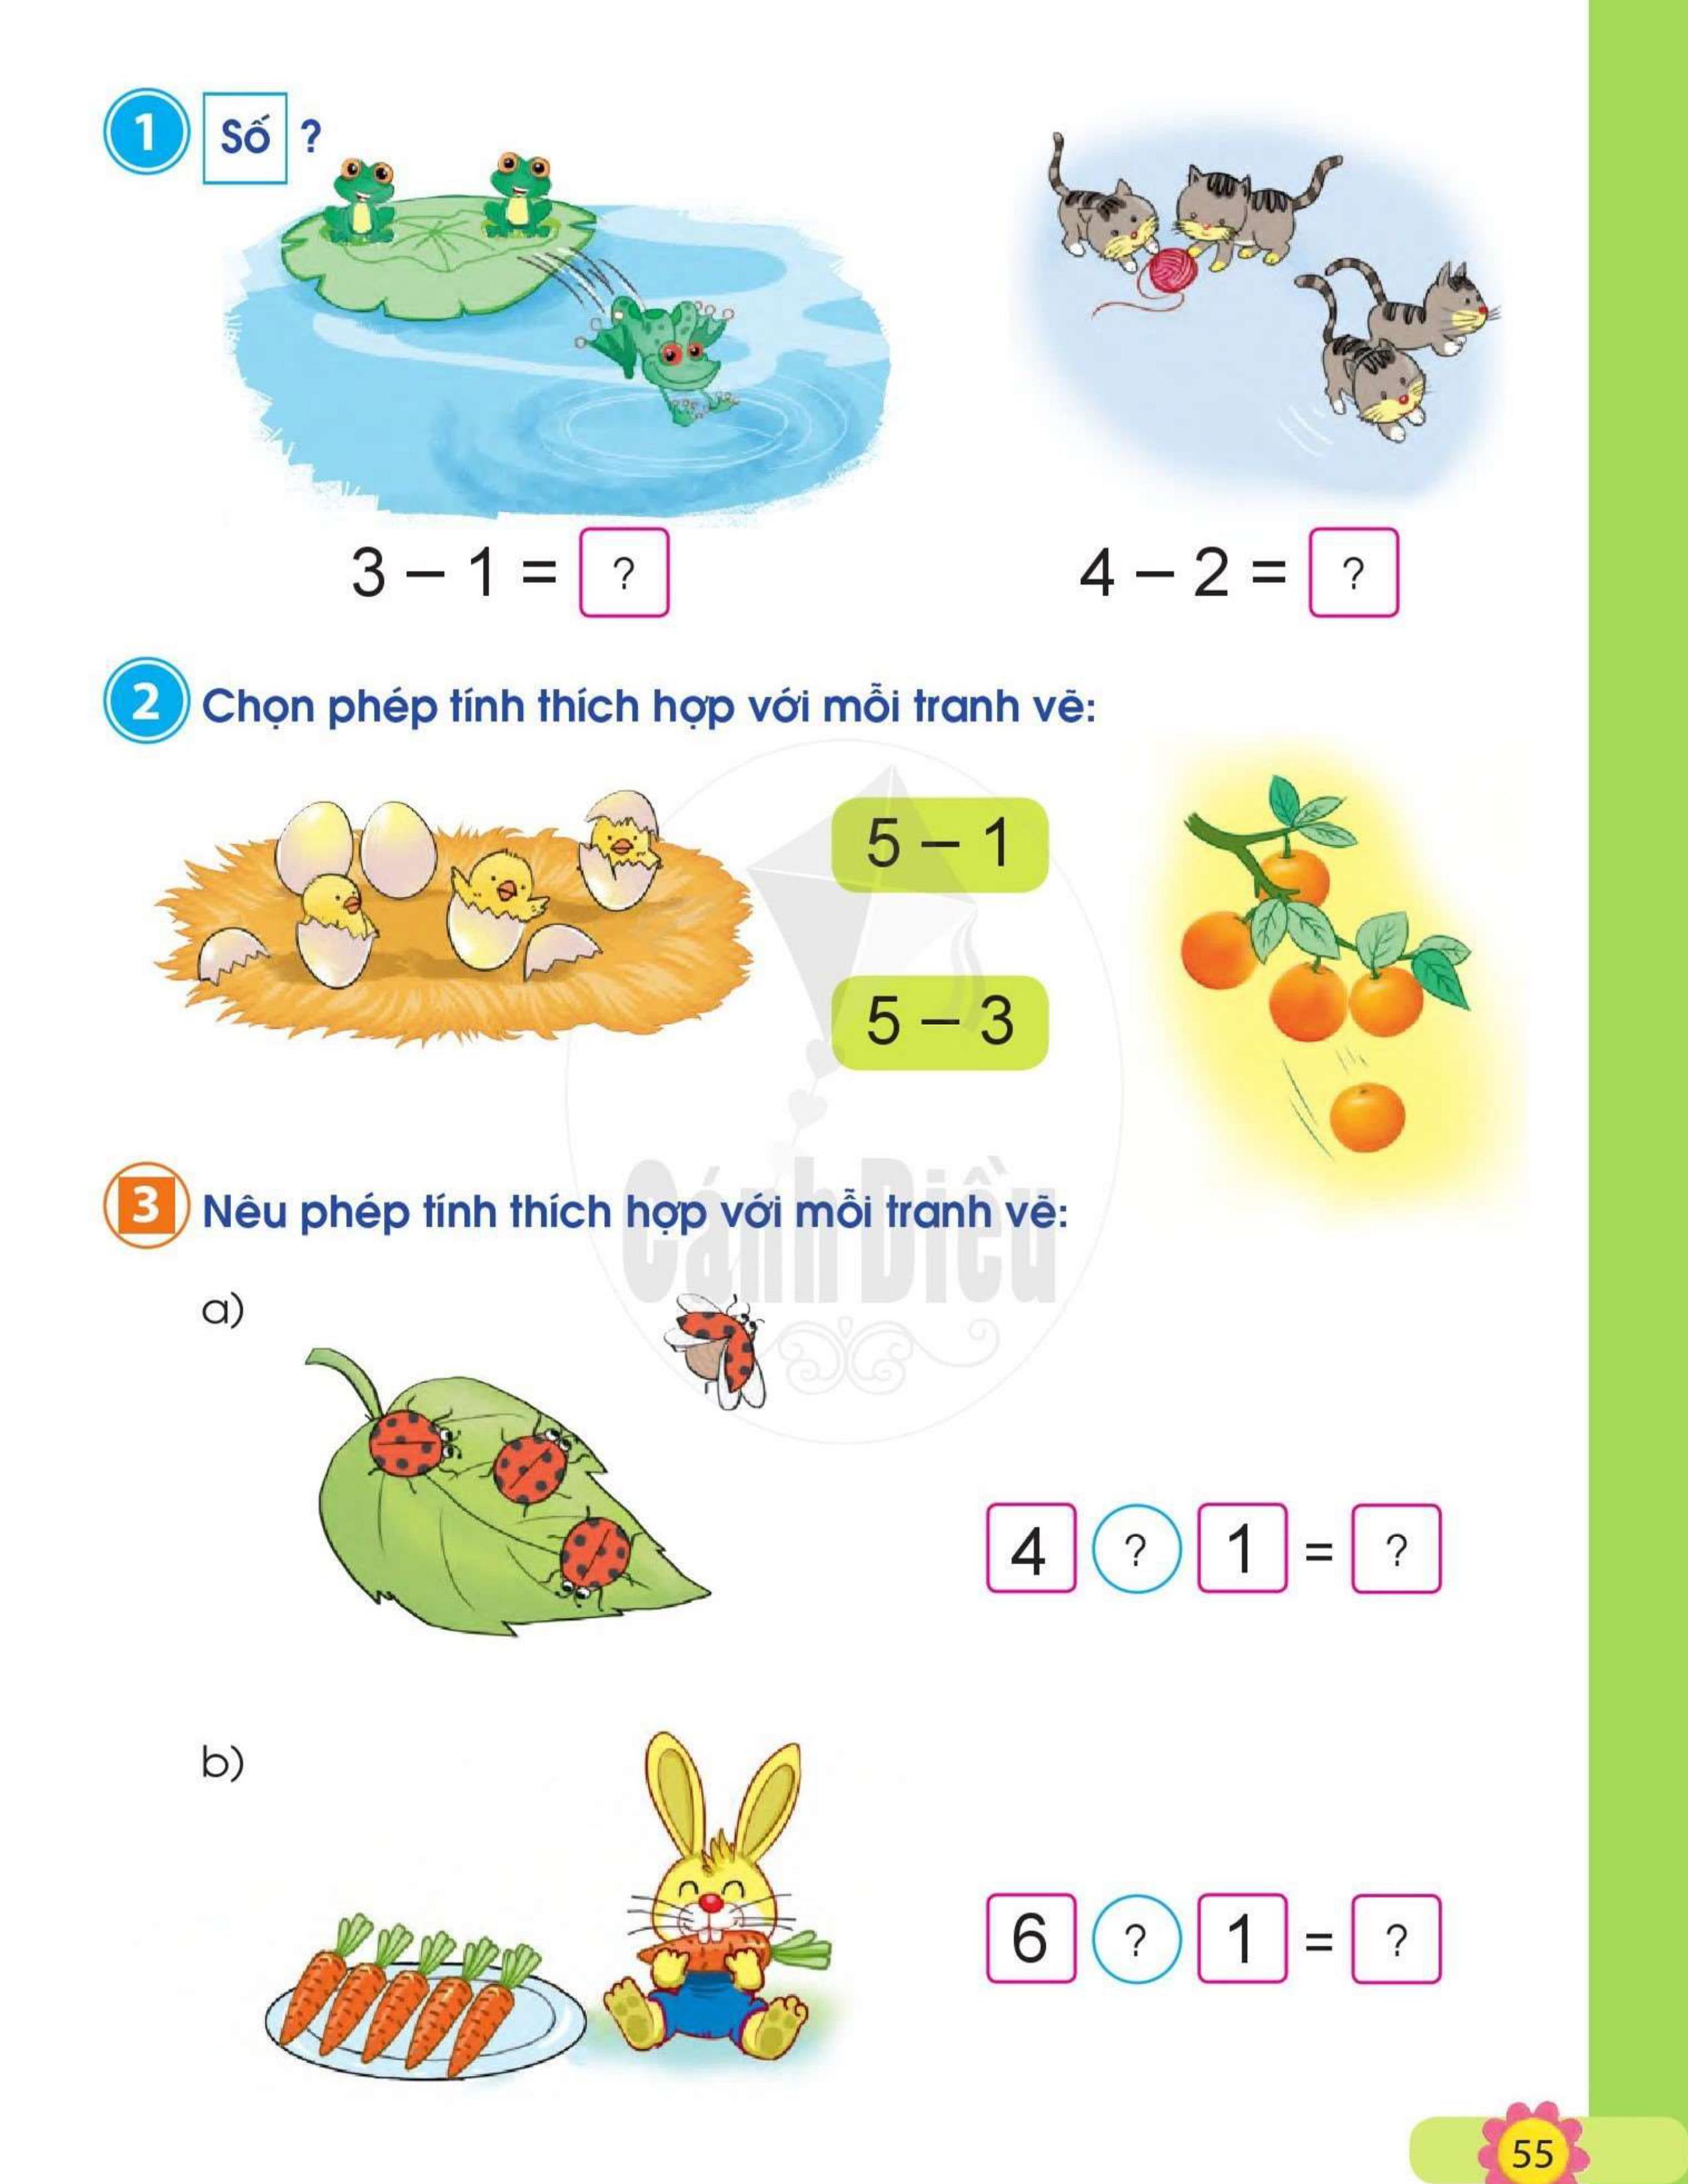 1 Số ?
3 – 1 = ?
4 – 2 = ?
2 Chọn phép tính thích hợp với mỗi tranh vẽ:
5 – 1
5 – 3
Cánh Diều
3 Nêu phép tính thích hợp với mỗi tranh vẽ:
a)
4 ? 1 = ?
b)
6 ? 1 = ?
55